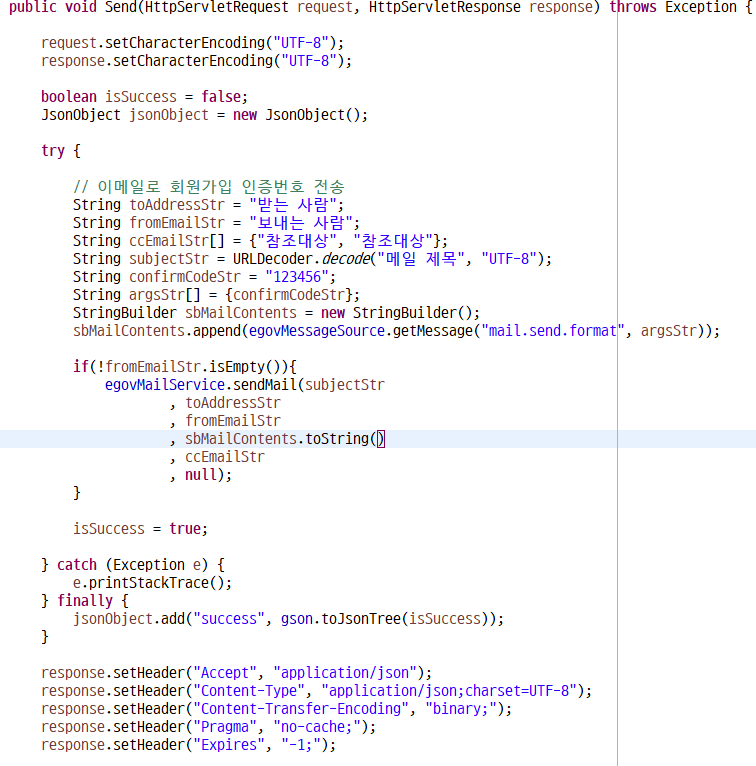 public void Send(HttpServletRequest request, HttpServletResponse response) throws Exception {
request.setCharacterEncoding("UTF-8");
response.setCharacterEncoding("UTF-8");
boolean isSuccess = false;
JsonObject jsonObject = new JsonObject();
try {
// 이메일로 회원가입 인증번호 전송
String toAddressStr = "받는 사람";
String fromEmailStr = "보내는 사람";
String ccEmailStr[] = {"참조대상", "참조대상"};
String subjectStr = URLDecoder.decode("메일 제목", "UTF-8");
String confirmCodeStr = "123456";
String argsStr[] = {confirmCodeStr};
StringBuilder sbMailContents = new StringBuilder();
sbMailContents.append(egovMessageSource.getMessage("mail.send.format", argsStr));
if(!fromEmailStr.isEmpty()){
egovMailService.sendMail(subjectStr
, toAddressStr
, fromEmailStr
, sbMailContents.toString()
, ccEmailStr
, null);
}
isSuccess = true;
} catch (Exception e) {
e.printStackTrace();
} finally {
jsonObject.add("success", gson.toJsonTree(isSuccess));
}
response.setHeader("Accept", "application/json");
response.setHeader("Content-Type", "application/json;charset=UTF-8");
response.setHeader("Content-Transfer-Encoding", "binary;");
response.setHeader("Pragma", "no-cache;");
response.setHeader("Expires", "-1;");